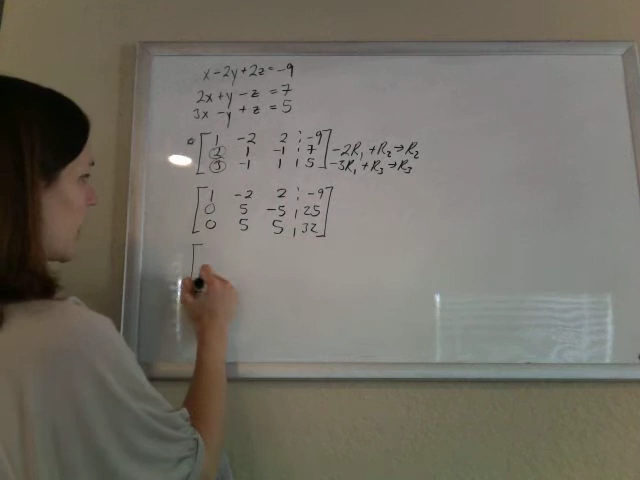 x-2y+2z=-9
2x+y-z=7
3x-y+z=5
1 -2 2 -9
2 1 -1 7 -2R₁+R₂→R₂
3 -1 1 5 -3R₁+R₃→R₃
1 -2 2 -9
0 5 -5 25
0 5 5 32
[